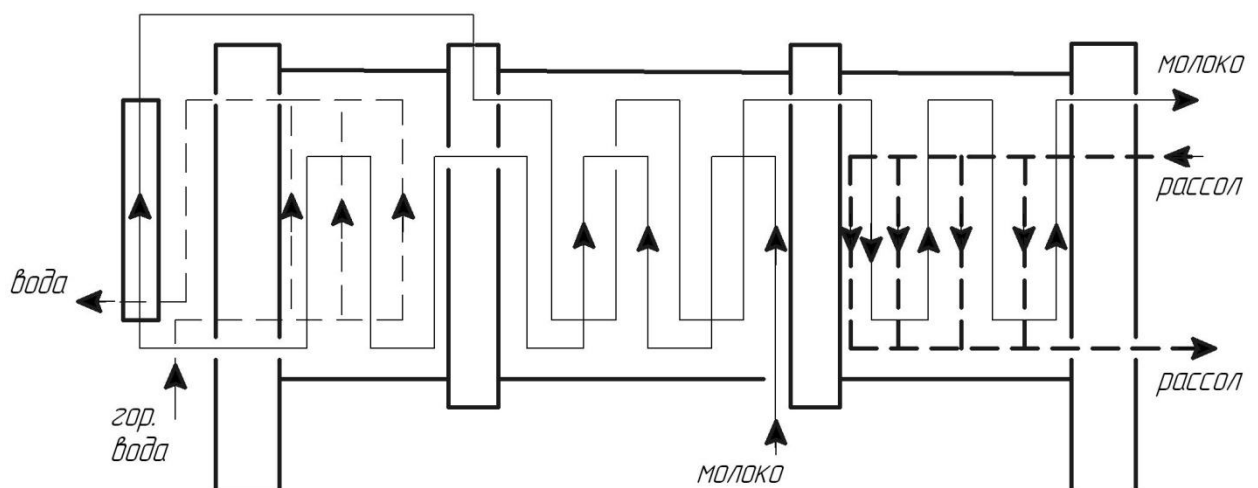 молоко
рассол
вода
рассол
гор.
вода
молоко